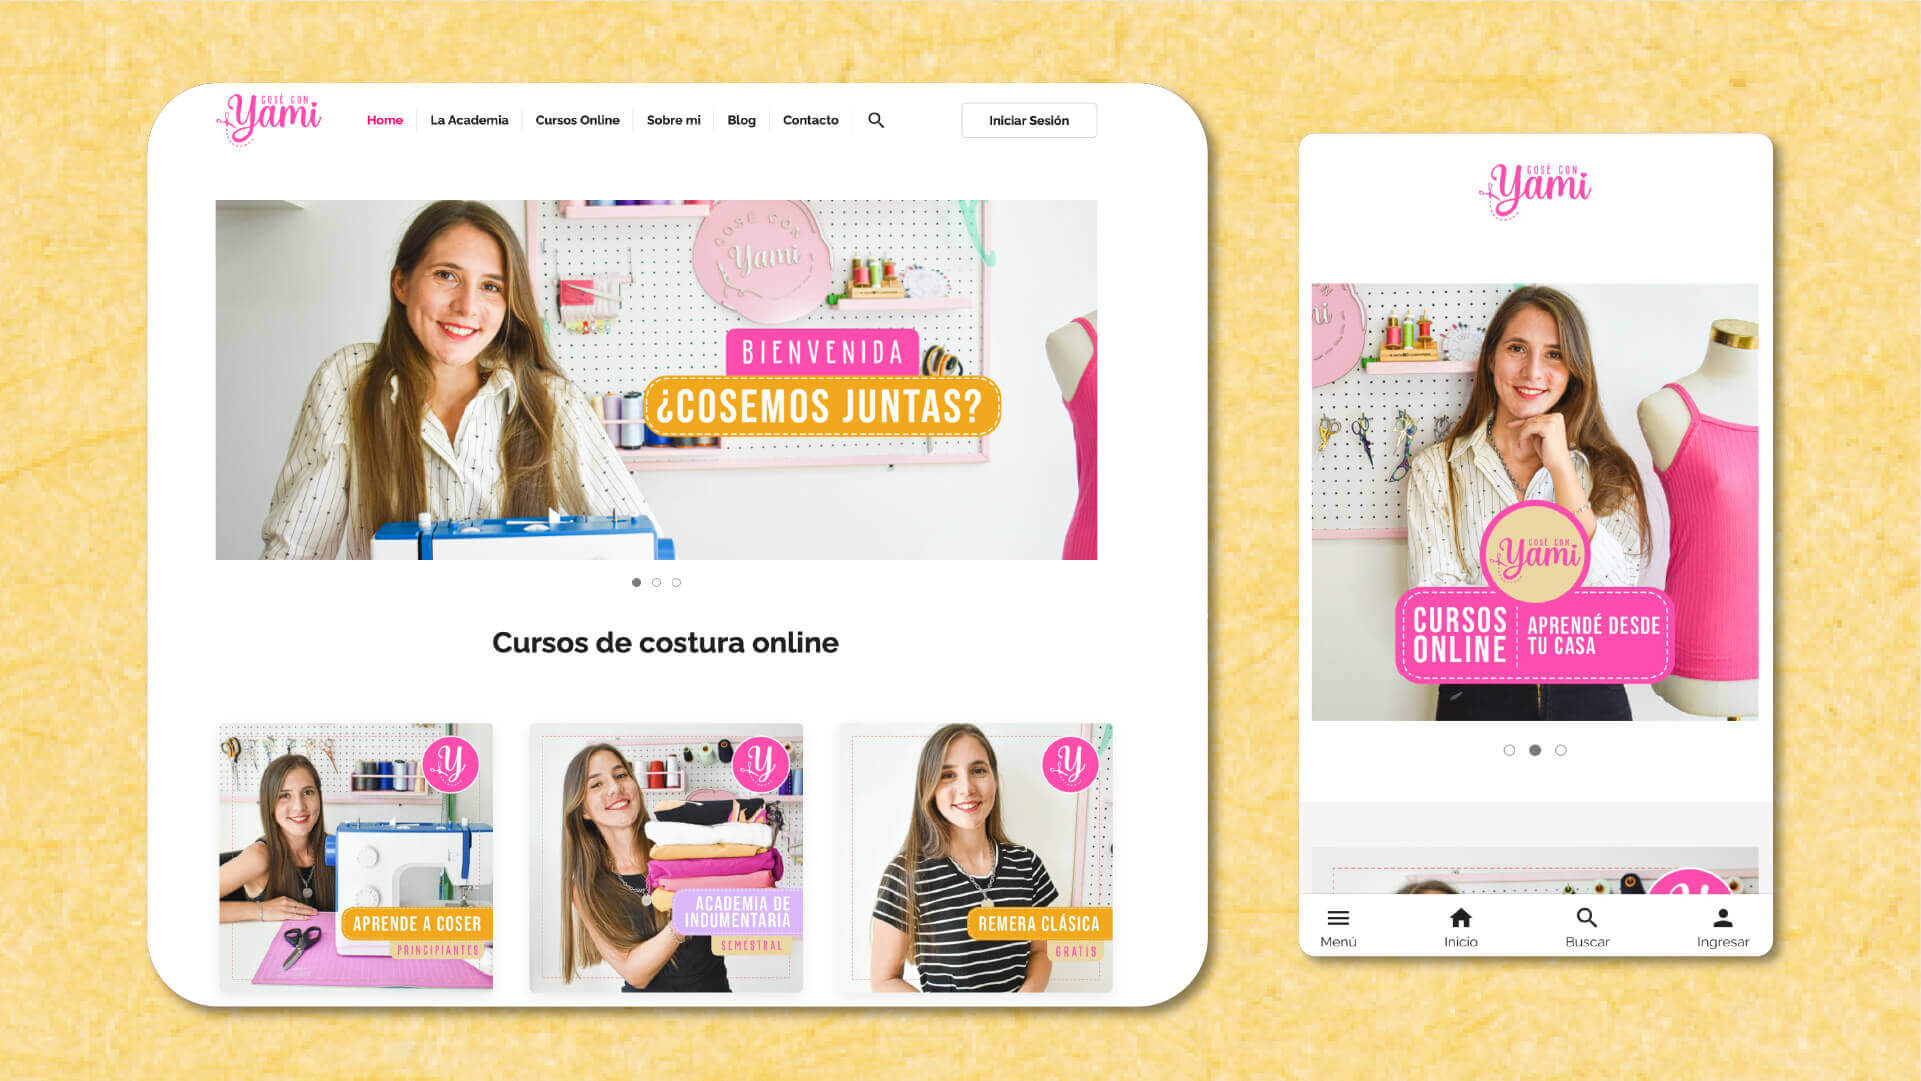 COSÉ CON
Yami
Home
La Academia
Cursos Online
Sobre mi
Blog
Contacto
Iniciar Sesión
COSE CON
Yami
BIENVENIDA
¿COSEMOS JUNTAS?
Cursos de costura online
Y
APRENDE A COSER
PRINCIPIANTES
Y
ACADEMIA DE
INDUMENTARIA
SEMESTRAL
Y
REMERA CLÁSICA
GRATIS
COSÉ CON
Yami
COSÉ CON
Yami
CURSOS
ONLINE
APRENDÉ DESDE
TU CASA
Menú
Inicio
Buscar
Ingresar